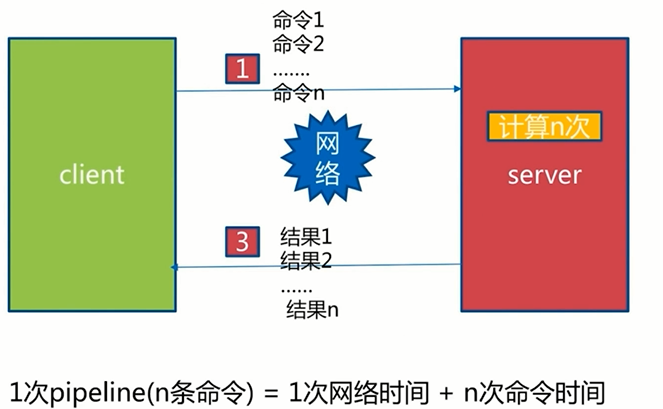 命令1
命令2
.......
命令n
1
计算n次
网
络
client
server
3
结果1
结果2
......
结果n
1次pipeline(n条命令) = 1次网络时间 + n次命令时间